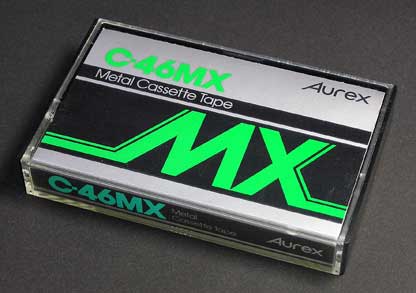 C-46MX
Aurex
Metal Cassette Tape
MX
C-46MX
Metal
Cassette Tape
Aurex